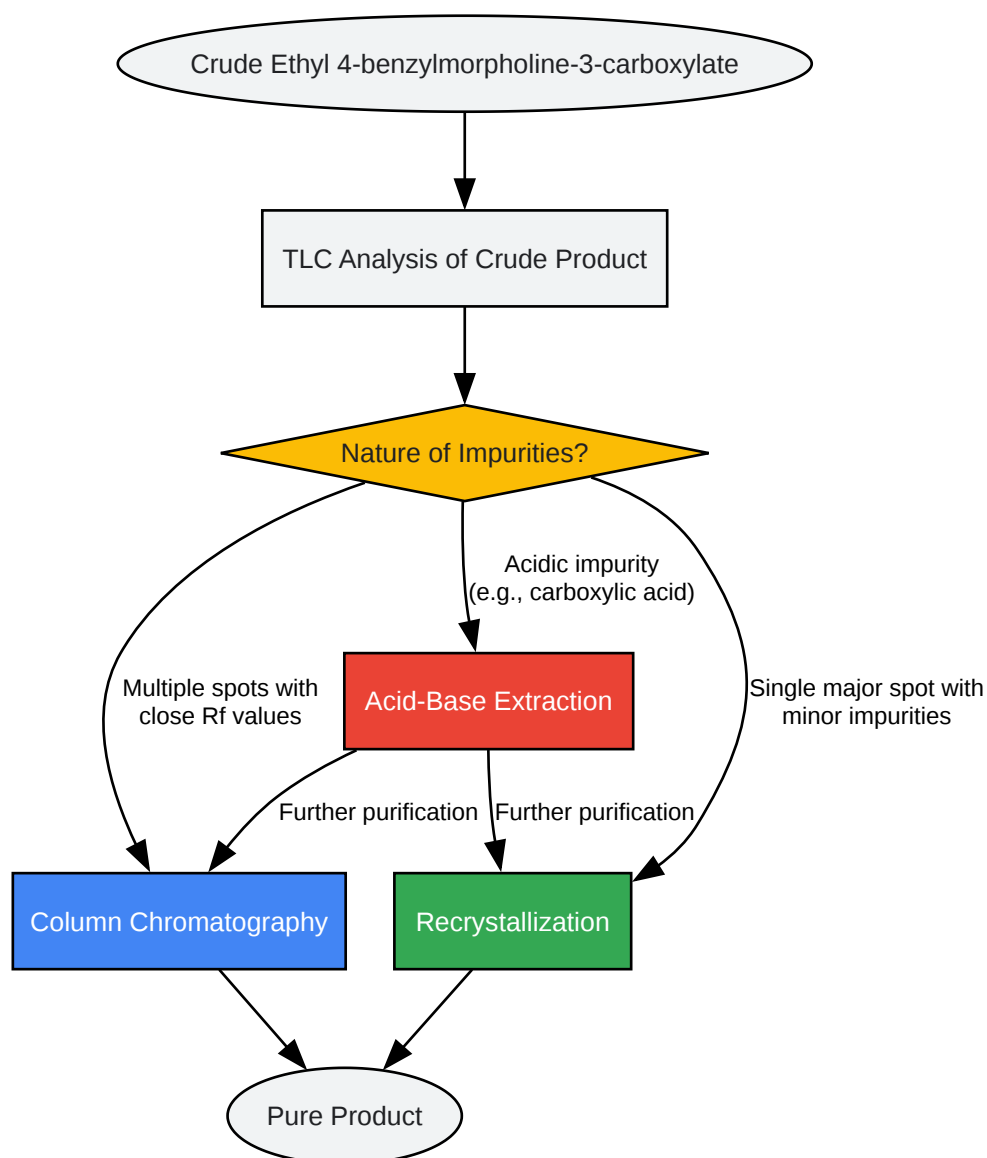 Crude Ethyl 4-benzylmorpholine-3-carboxylate
TLC Analysis of Crude Product
Nature of Impurities?
Acidic impurity
(e.g., carboxylic acid)
Multiple spots with
close Rf values
Acid-Base Extraction
Single major spot with
minor impurities
Further purification
Further purification
Column Chromatography
Recrystallization
Pure Product